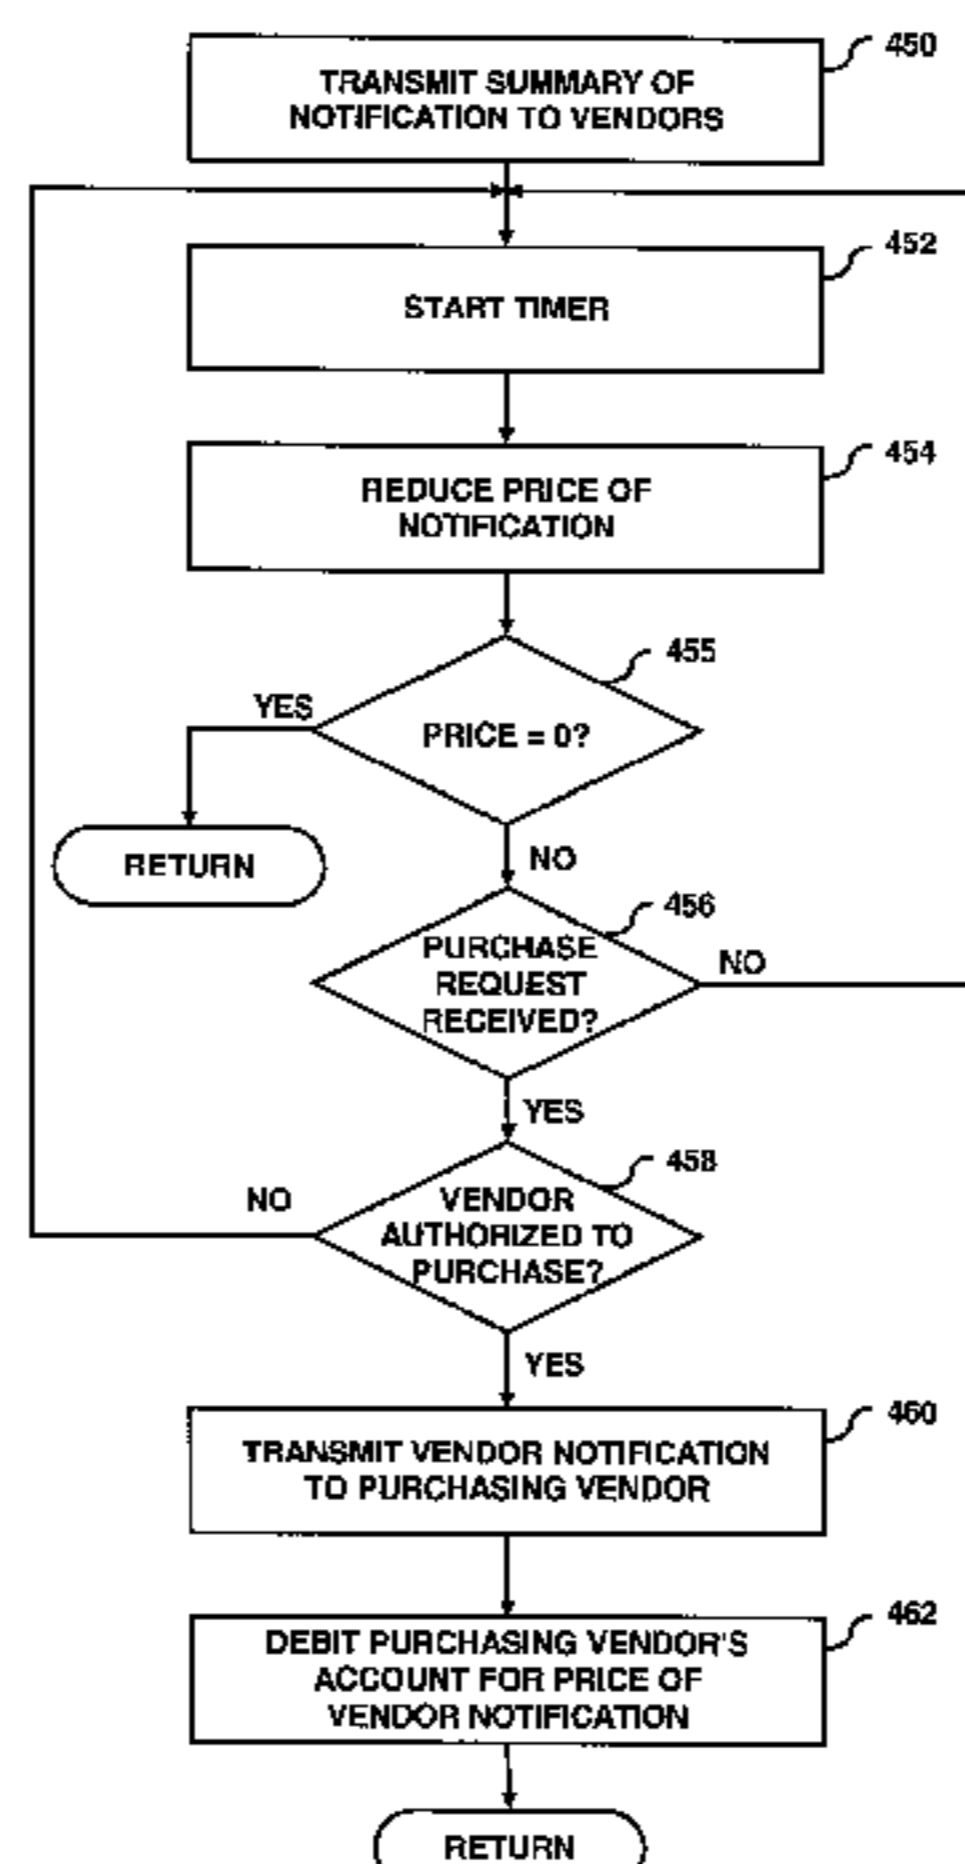 450
TRANSMIT SUMMARY OF
NOTIFICATION TO VENDORS
452
START TIMER
454
REDUCE PRICE OF
NOTIFICATION
455
YES
PRICE = 0?
RETURN
NO
456
PURCHASE
REQUEST
RECEIVED?
NO
YES
458
NO
VENDOR
AUTHORIZED TO
PURCHASE?
YES
460
TRANSMIT VENDOR NOTIFICATION
TO PURCHASING VENDOR
462
DEBIT PURCHASING VENDOR'S
ACCOUNT FOR PRICE OF
VENDOR NOTIFICATION
RETURN